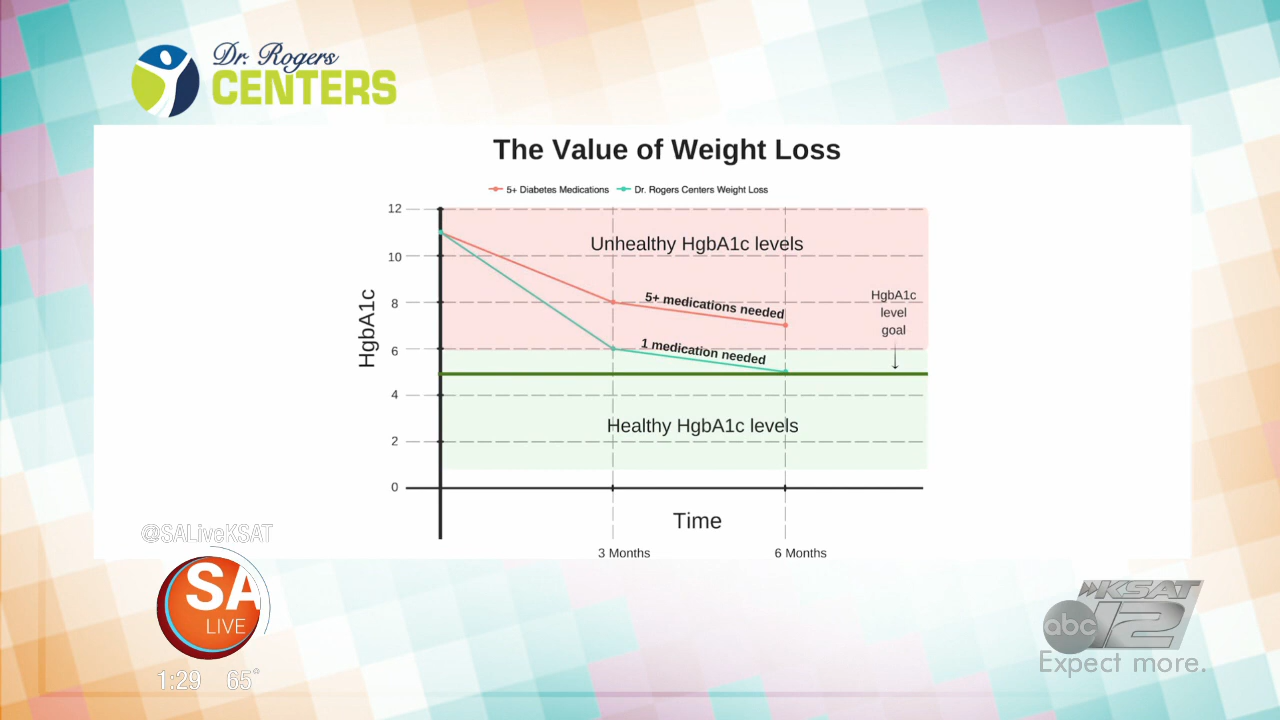 Dr. Rogers
CENTERS
The Value of Weight Loss
5+ Diabetes Medications
Dr. Rogers Centers Weight Loss
12
10
8
6
4
2
0
HgbA1c
Unhealthy HgbA1c levels
5+ medications needed
HgbA1c
level
goal
1 medication needed
Healthy HgbA1c levels
Time
3 Months
6 Months
@SALiveKSAT
SA
LIVE
1:29 65°
KSAT
abc 12
Expect more.